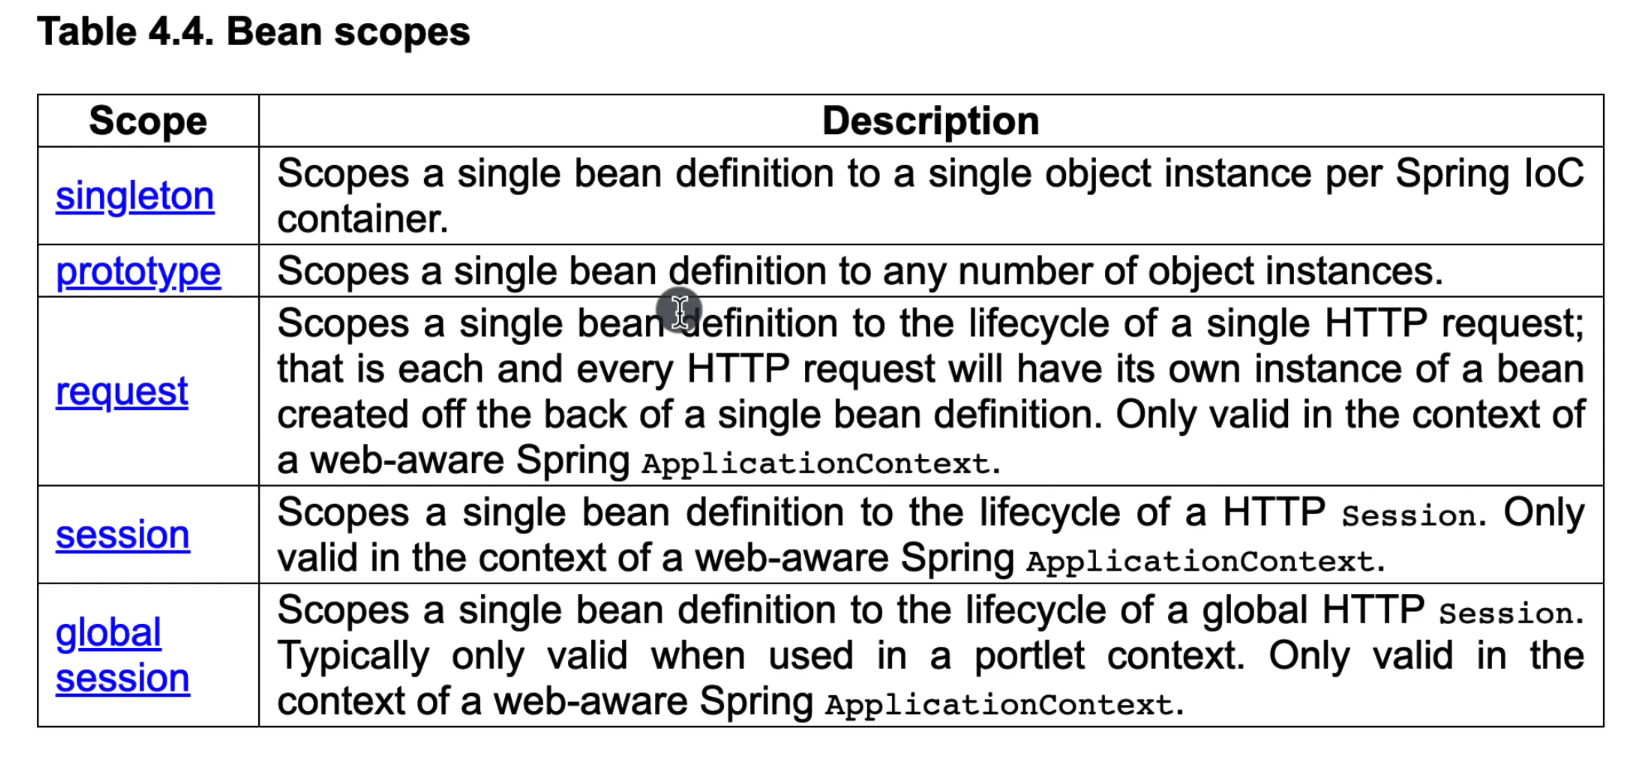 Table 4.4. Bean scopes
Scope
Description
singleton
Scopes a single bean definition to a single object instance per Spring IoC
container.
prototype
Scopes a single bean definition to any number of object instances.
request
Scopes a single bean definition to the lifecycle of a single HTTP request;
that is each and every HTTP request will have its own instance of a bean
created off the back of a single bean definition. Only valid in the context of
a web-aware Spring ApplicationContext.
session
Scopes a single bean definition to the lifecycle of a HTTP Session. Only
valid in the context of a web-aware Spring ApplicationContext.
global
session
Scopes a single bean definition to the lifecycle of a global HTTP Session.
Typically only valid when used in a portlet context. Only valid in the
context of a web-aware Spring ApplicationContext.